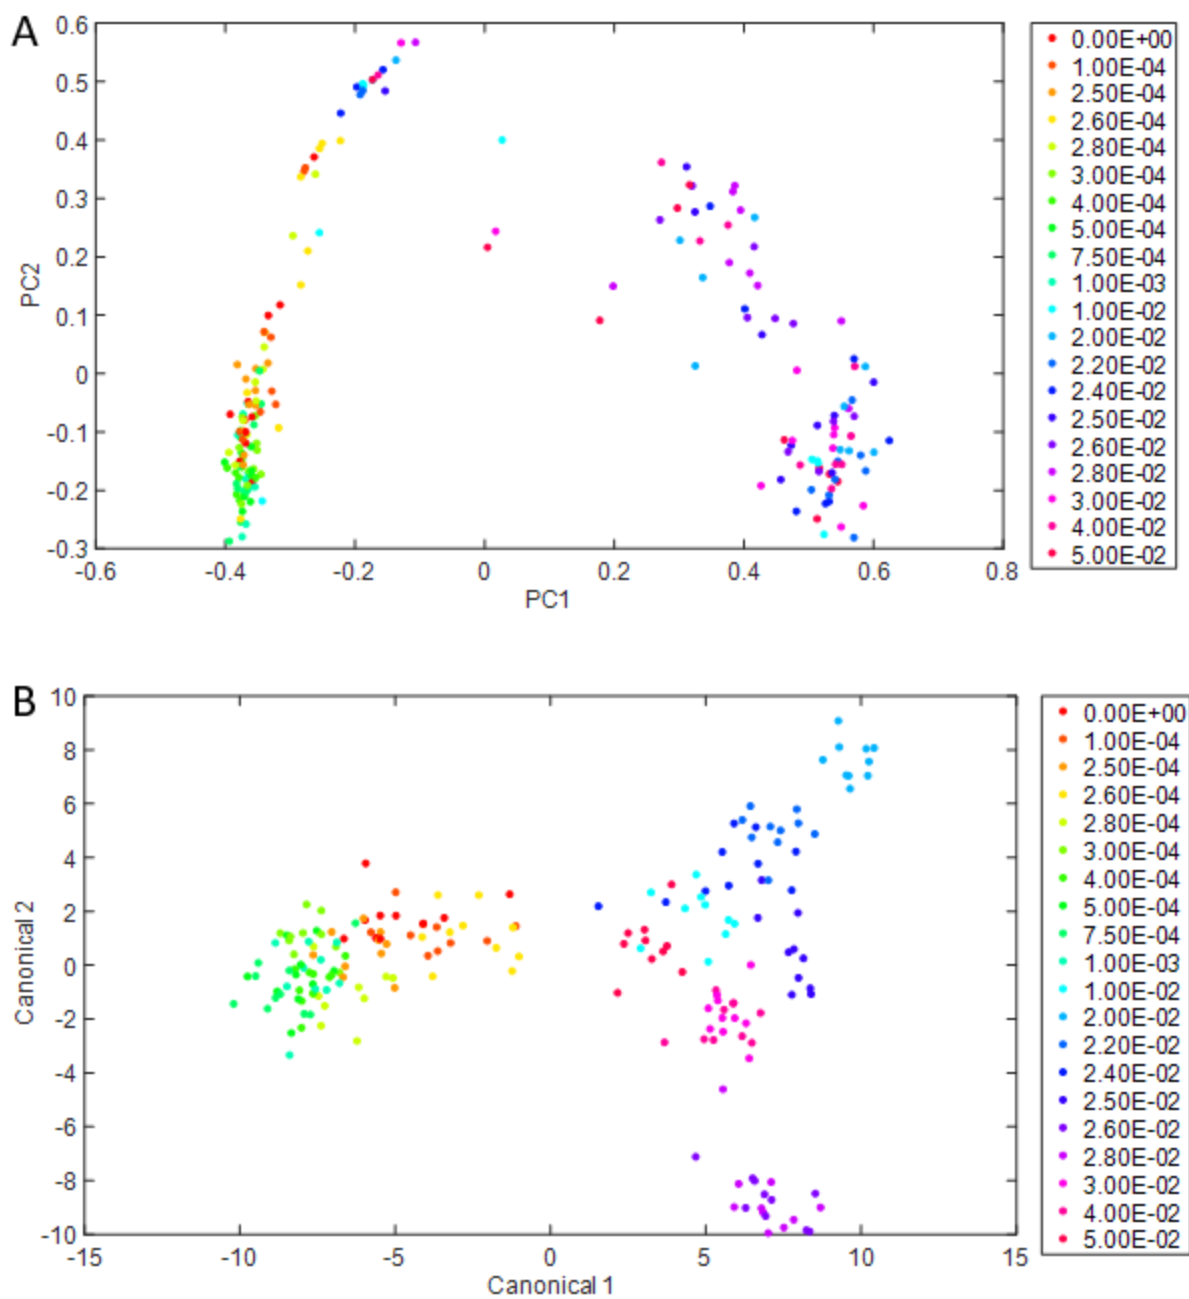 A
0.6
0.5
0.4
0.3
0.2
0.1
0
-0.1
-0.2
-0.3
PC2
-0.6
-0.4
-0.2
0
0.2
0.4
0.6
0.8
PC1
0.00E+00
1.00E-04
2.50E-04
2.60E-04
2.80E-04
3.00E-04
4.00E-04
5.00E-04
7.50E-04
1.00E-03
1.00E-02
2.00E-02
2.20E-02
2.40E-02
2.50E-02
2.60E-02
2.80E-02
3.00E-02
4.00E-02
5.00E-02
B
10
8
6
4
2
0
-2
-4
-6
-8
-10
Canonical 2
-15
-10
-5
0
5
10
15
Canonical 1
0.00E+00
1.00E-04
2.50E-04
2.60E-04
2.80E-04
3.00E-04
4.00E-04
5.00E-04
7.50E-04
1.00E-03
1.00E-02
2.00E-02
2.20E-02
2.40E-02
2.50E-02
2.60E-02
2.80E-02
3.00E-02
4.00E-02
5.00E-02